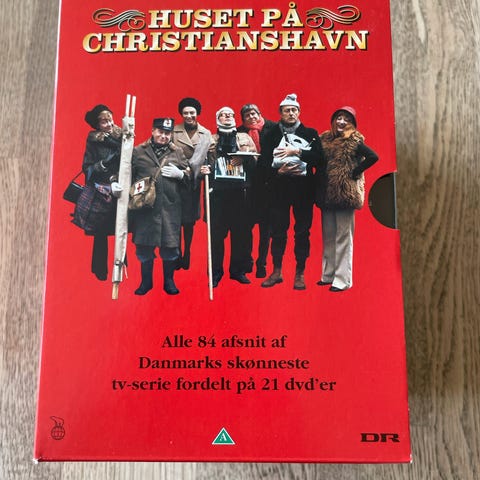 HUSET PÅ
CHRISTIANSHAVN
Alle 84 afsnit af
Danmarks skønneste
tv-serie fordelt på 21 dvd'er
A
DR